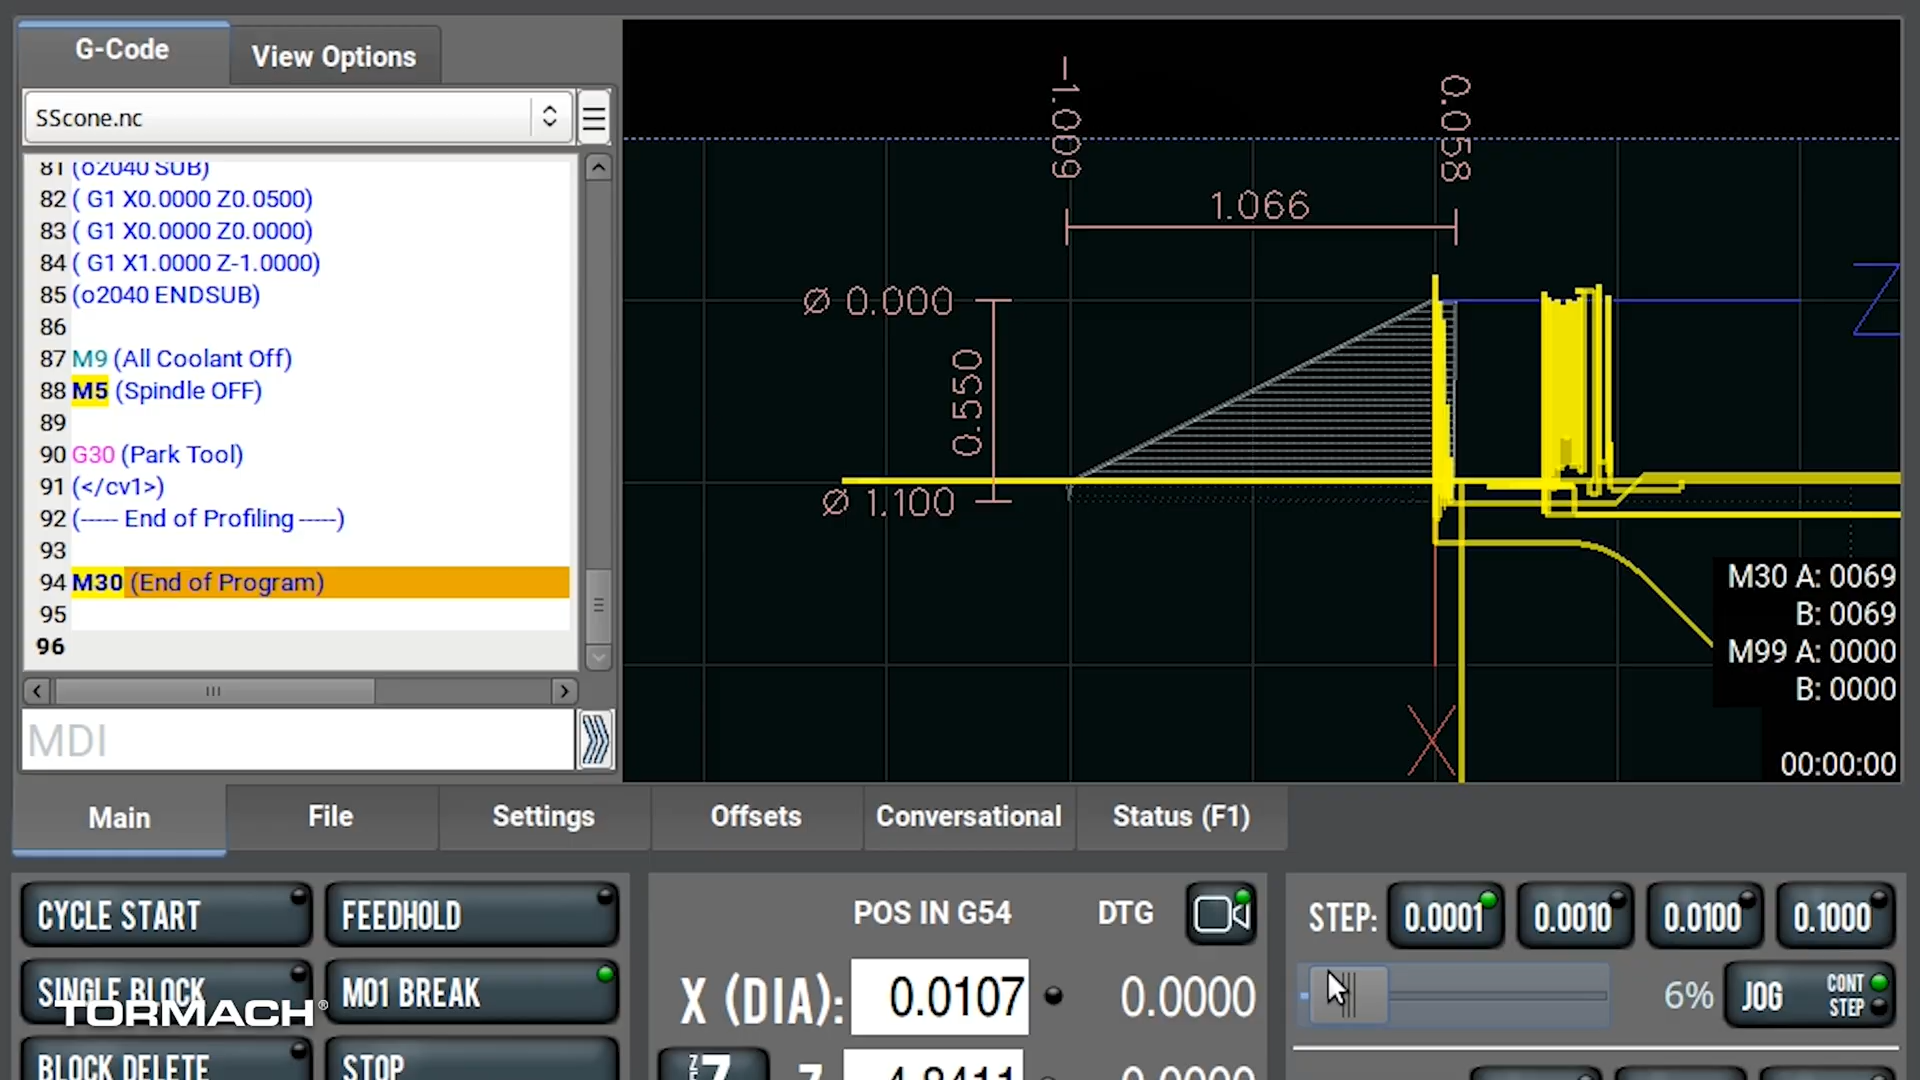 G-Code
View Options
SScone.nc
81 (o2040 SUB)
82 ( G1 X0.0000 Z0.0500)
83 ( G1 X0.0000 Z0.0000)
84 ( G1 X1.0000 Z-1.0000)
85 (o2040 ENDSUB)
86
87 M9 (All Coolant Off)
88 M5 (Spindle OFF)
89
90 G30 (Park Tool)
91 (</cv1>)
92 (----- End of Profiling -----)
93
94 M30 (End of Program)
95
96
MDI
-1.009
0.058
1.066
Ø 0.000
0.550
Ø 1.100
Z
X
M30 A: 0069
B: 0069
M99 A: 0000
B: 0000
00:00:00
Main
File
Settings
Offsets
Conversational
Status (F1)
CYCLE START
FEEDHOLD
SINGLE BLOCK
M01 BREAK
TORMACH®
BLOCK DELETE
STOP
POS IN G54
DTG
X (DIA):
0.0107
0.0000
STEP:
0.0001
0.0010
0.0100
0.1000
6%
JOG
CONT
STEP